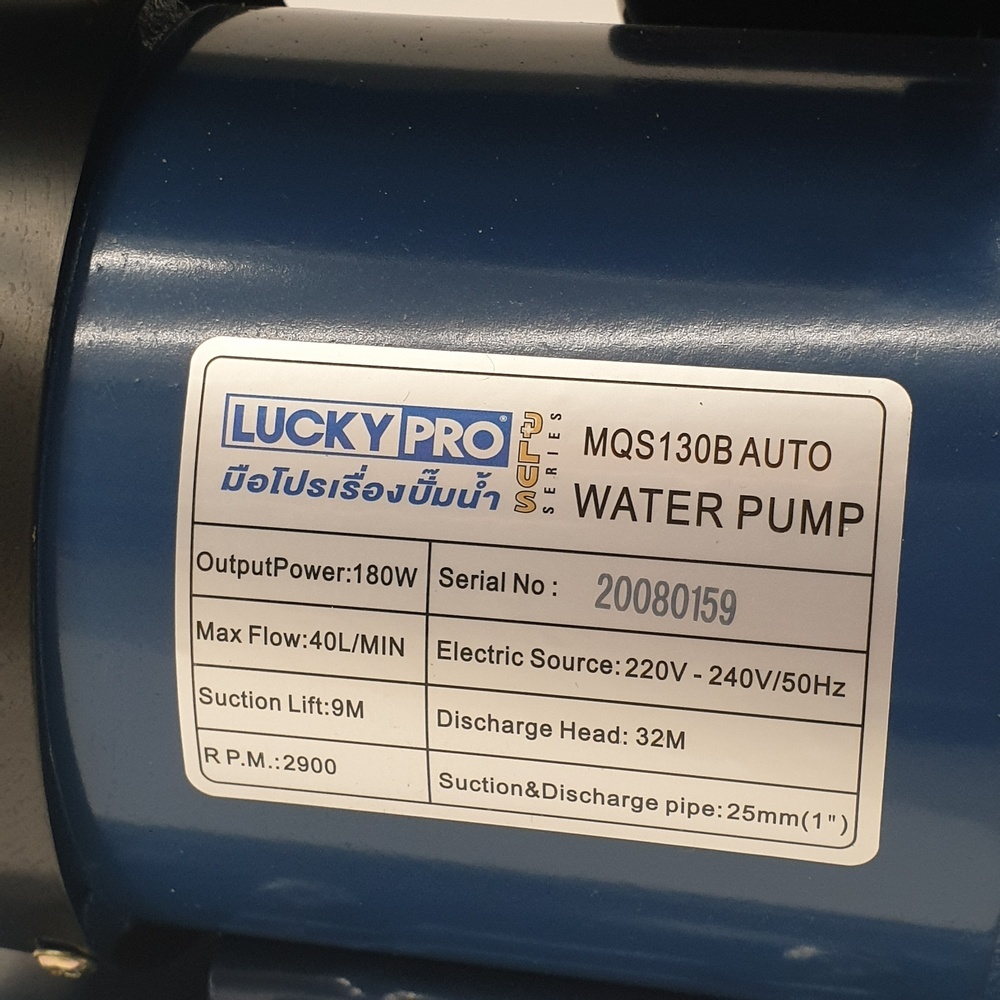 LUCKY PRO®
มือโปรเรื่องปั๊มน้ำ
PLUS
SERIES
MQS130B AUTO
WATER PUMP
OutputPower:180W
Serial No : 20080159
Max Flow:40L/MIN
Electric Source:220V - 240V/50Hz
Suction Lift:9M
Discharge Head: 32M
R P.M.:2900
Suction&Discharge pipe:25mm(1")